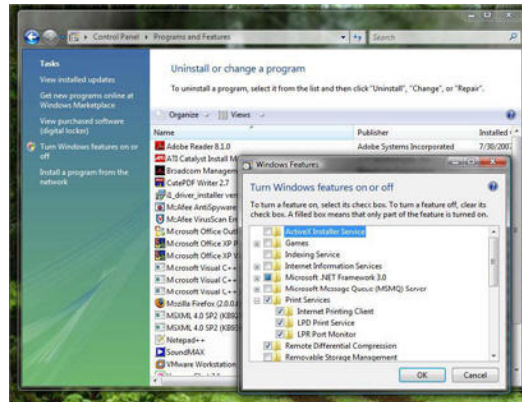 Control Panel ▸ Programs and Features
Search
Tasks
View installed updates
Get new programs online at
Windows Marketplace
View purchased software
(digital locker)
Turn Windows features on or
off
Install a program from the
network
Uninstall or change a program
To uninstall a program, select it from the list and then click "Uninstall", "Change", or "Repair".
Organize
Views
Name
Publisher
Installed
Adobe Reader 8.1.0
Adobe Systems Incorporated
7/30/2007
ATI Catalyst Install M
Broadcom Managem
CutePDF Writer 2.7
driver_installer ver
McAfee AntiSpyware
McAfee VirusScan En
Microsoft Office Out
Microsoft Office XP P
Microsoft Office XP
Microsoft Visual C++
Microsoft Visual C++
Microsoft Visual C++
Mozilla Firefox (2.0.0.
MSXML 4.0 SP2 (KB92
MSXML 4.0 SP2 (KB93
Notepad++
SoundMAX
VMware Workstation
Windows Features
Turn Windows features on or off
To turn a feature on, select its check box. To turn a feature off, clear its
check box. A filled box means that only part of the feature is turned on.
ActiveX Installer Service
Games
Indexing Service
Internet Information Services
Microsoft .NET Framework 3.0
Microsoft Message Queue (MSMQ) Server
Print Services
Internet Printing Client
LPD Print Service
LPR Port Monitor
Remote Differential Compression
Removable Storage Management
OK
Cancel